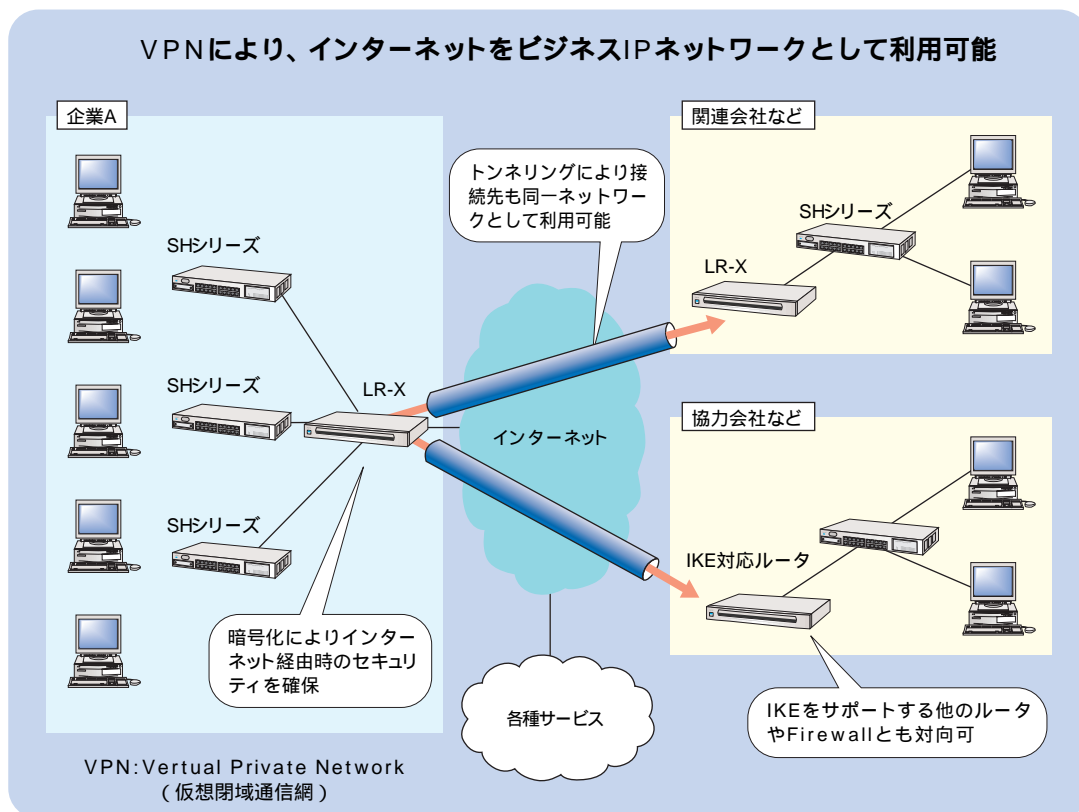 VPNにより、インターネットをビジネスIPネットワークとして利用可能
企業A
SHシリーズ
SHシリーズ
SHシリーズ
LR-X
暗号化によりインター
ネット経由時のセキュリ
ティを確保
トンネリングにより接
続先も同一ネットワー
クとして利用可能
インターネット
各種サービス
関連会社など
SHシリーズ
LR-X
協力会社など
IKE対応ルータ
IKEをサポートする他のルータ
やFirewallとも対向可
VPN:Vertual Private Network
(仮想閉域通信網)